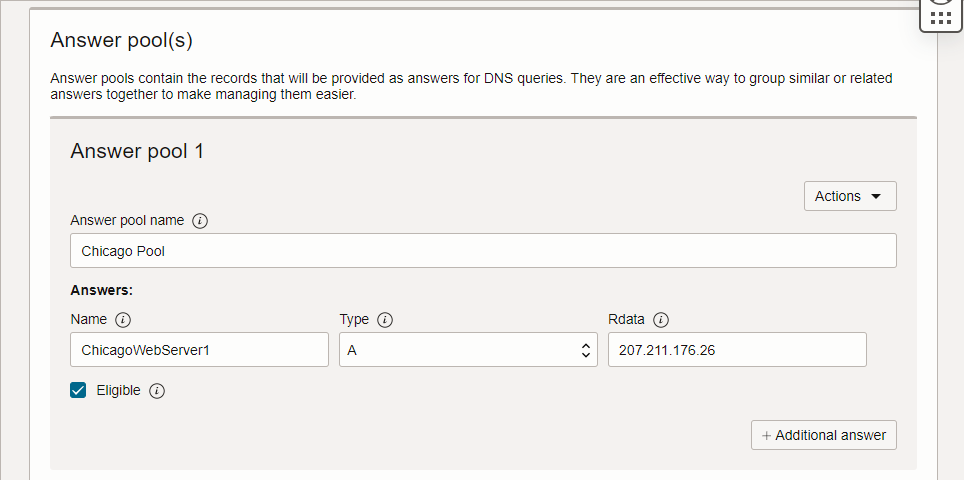 Answer pool(s)
Answer pools contain the records that will be provided as answers for DNS queries. They are an effective way to group similar or related
answers together to make managing them easier.
Answer pool 1
Actions
Answer pool name
Chicago Pool
Answers:
Name
Type
Rdata
ChicagoWebServer1
A
207.211.176.26
Eligible
+ Additional answer